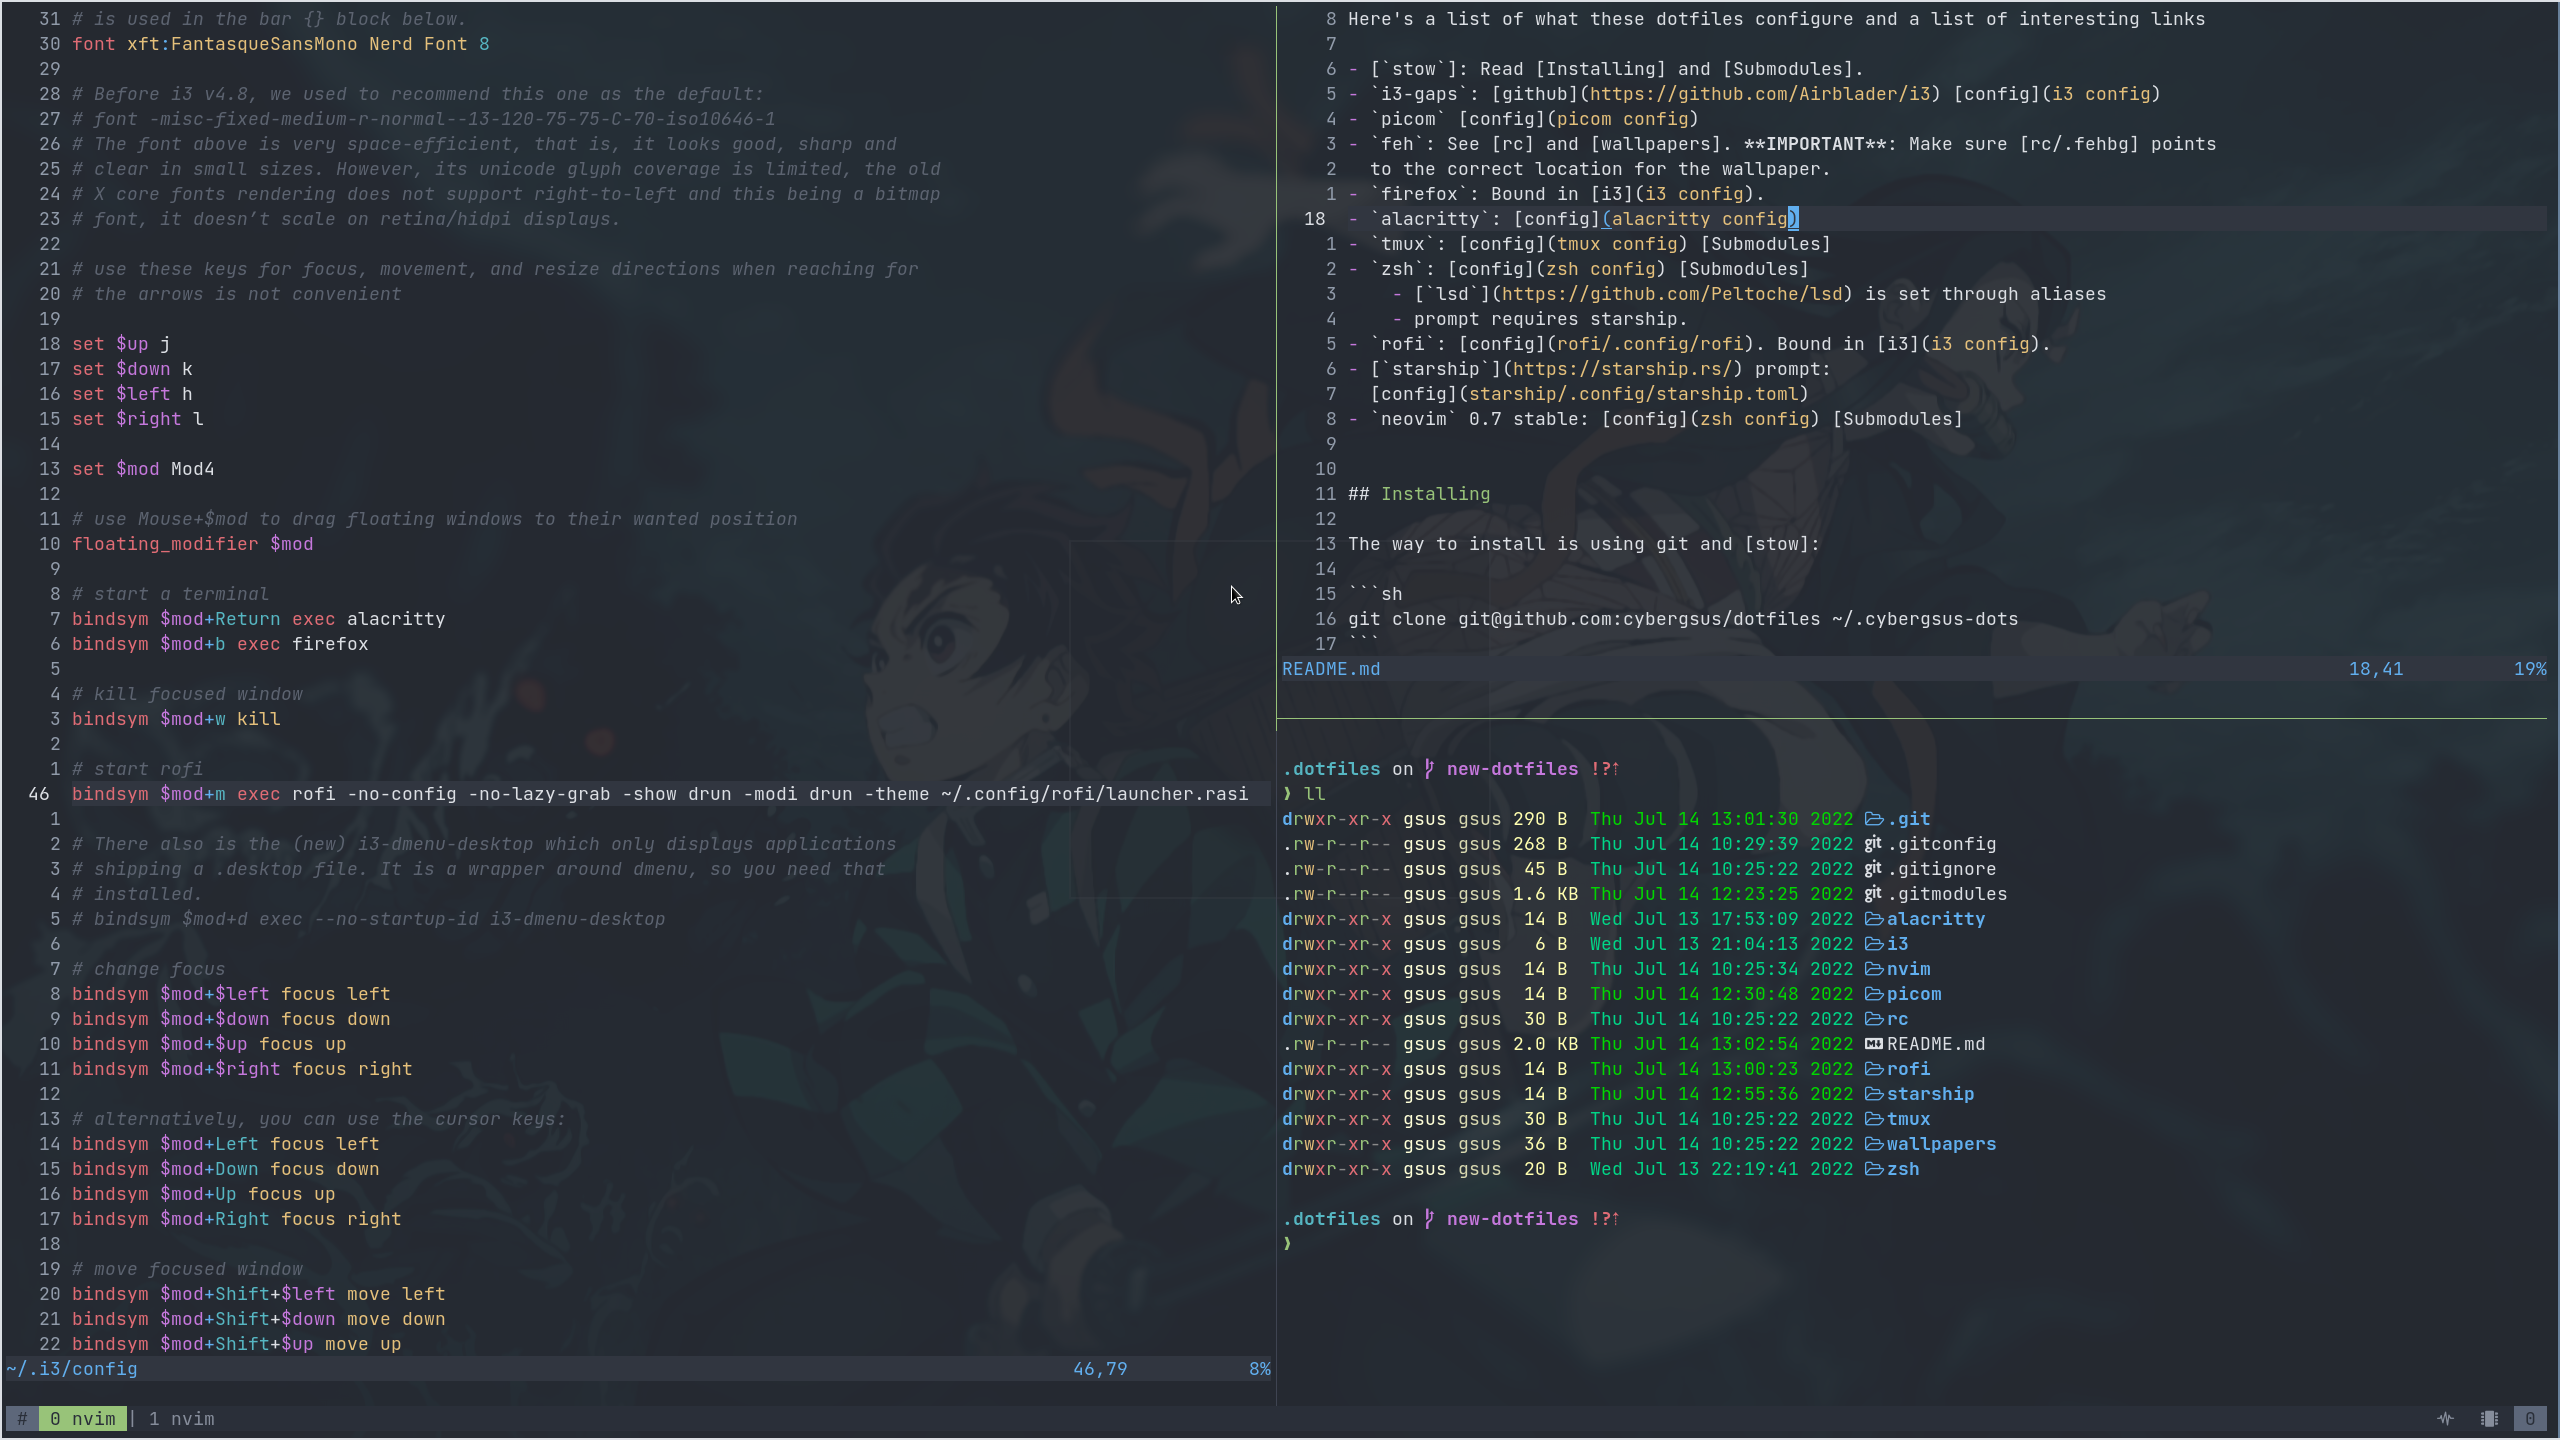 31 # is used in the bar {} block below.
30 font xft:FantasqueSansMono Nerd Font 8
29
28 # Before i3 v4.8, we used to recommend this one as the default:
27 # font -misc-fixed-medium-r-normal--13-120-75-75-C-70-iso10646-1
26 # The font above is very space-efficient, that is, it looks good, sharp and
25 # clear in small sizes. However, its unicode glyph coverage is limited, the old
24 # X core fonts rendering does not support right-to-left and this being a bitmap
23 # font, it doesn’t scale on retina/hidpi displays.
22
21 # use these keys for focus, movement, and resize directions when reaching for
20 # the arrows is not convenient
19
18 set $up j
17 set $down k
16 set $left h
15 set $right l
14
13 set $mod Mod4
12
11 # use Mouse+$mod to drag floating windows to their wanted position
10 floating_modifier $mod
9
8 # start a terminal
7 bindsym $mod+Return exec alacritty
6 bindsym $mod+b exec firefox
5
4 # kill focused window
3 bindsym $mod+w kill
2
1 # start rofi
46 bindsym $mod+m exec rofi -no-config -no-lazy-grab -show drun -modi drun -theme ~/.config/rofi/launcher.rasi
1
2 # There also is the (new) i3-dmenu-desktop which only displays applications
3 # shipping a .desktop file. It is a wrapper around dmenu, so you need that
4 # installed.
5 # bindsym $mod+d exec --no-startup-id i3-dmenu-desktop
6
7 # change focus
8 bindsym $mod+$left focus left
9 bindsym $mod+$down focus down
10 bindsym $mod+$up focus up
11 bindsym $mod+$right focus right
12
13 # alternatively, you can use the cursor keys:
14 bindsym $mod+Left focus left
15 bindsym $mod+Down focus down
16 bindsym $mod+Up focus up
17 bindsym $mod+Right focus right
18
19 # move focused window
20 bindsym $mod+Shift+$left move left
21 bindsym $mod+Shift+$down move down
22 bindsym $mod+Shift+$up move up
~/.i3/config 46,79 8%
8 Here's a list of what these dotfiles configure and a list of interesting links
7
6 - [`stow`]: Read [Installing] and [Submodules].
5 - `i3-gaps`: [github](https://github.com/Airblader/i3) [config](i3 config)
4 - `picom` [config](picom config)
3 - `feh`: See [rc] and [wallpapers]. **IMPORTANT**: Make sure [rc/.fehbg] points
2 to the correct location for the wallpaper.
1 - `firefox`: Bound in [i3](i3 config).
18 - `alacritty`: [config](alacritty config)
1 - `tmux`: [config](tmux config) [Submodules]
2 - `zsh`: [config](zsh config) [Submodules]
3 - [`lsd`](https://github.com/Peltoche/lsd) is set through aliases
4 - prompt requires starship.
5 - `rofi`: [config](rofi/.config/rofi). Bound in [i3](i3 config).
6 - [`starship`](https://starship.rs/) prompt:
7 [config](starship/.config/starship.toml)
8 - `neovim` 0.7 stable: [config](zsh config) [Submodules]
9
10
11 ## Installing
12
13 The way to install is using git and [stow]:
14
15 ```sh
16 git clone git@github.com:cybergsus/dotfiles ~/.cybergsus-dots
17 ```
README.md 18,41 19%
.dotfiles on new-dotfiles !?⇡
❫ ll
drwxr-xr-x gsus gsus 290 B Thu Jul 14 13:01:30 2022 .git
.rw-r--r-- gsus gsus 268 B Thu Jul 14 10:29:39 2022 git .gitconfig
.rw-r--r-- gsus gsus 45 B Thu Jul 14 10:25:22 2022 git .gitignore
.rw-r--r-- gsus gsus 1.6 KB Thu Jul 14 12:23:25 2022 git .gitmodules
drwxr-xr-x gsus gsus 14 B Wed Jul 13 17:53:09 2022 alacritty
drwxr-xr-x gsus gsus 6 B Wed Jul 13 21:04:13 2022 i3
drwxr-xr-x gsus gsus 14 B Thu Jul 14 10:25:34 2022 nvim
drwxr-xr-x gsus gsus 14 B Thu Jul 14 12:30:48 2022 picom
drwxr-xr-x gsus gsus 30 B Thu Jul 14 10:25:22 2022 rc
.rw-r--r-- gsus gsus 2.0 KB Thu Jul 14 13:02:54 2022 README.md
drwxr-xr-x gsus gsus 14 B Thu Jul 14 13:00:23 2022 rofi
drwxr-xr-x gsus gsus 14 B Thu Jul 14 12:55:36 2022 starship
drwxr-xr-x gsus gsus 30 B Thu Jul 14 10:25:22 2022 tmux
drwxr-xr-x gsus gsus 36 B Thu Jul 14 10:25:22 2022 wallpapers
drwxr-xr-x gsus gsus 20 B Wed Jul 13 22:19:41 2022 zsh
.dotfiles on new-dotfiles !?⇡
❫
# 0 nvim | 1 nvim 0